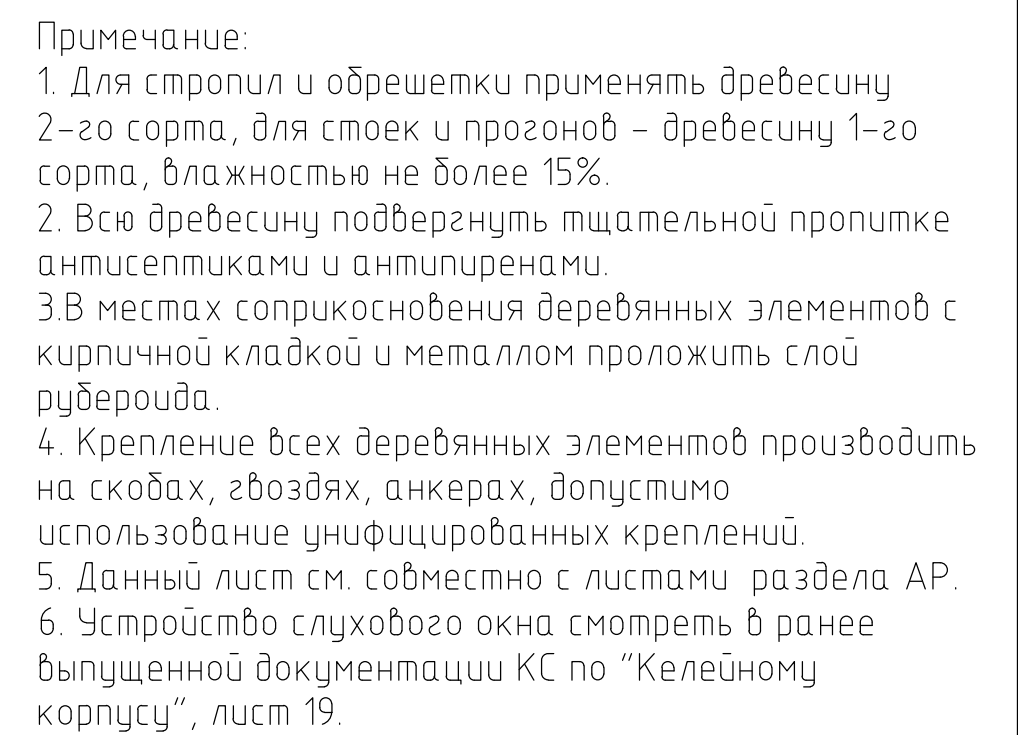 Примечание:
1. Для стропил и обрешетки применять древесину
2-го сорта, для стоек и прогонов - древесину 1-го
сорта, влажностью не более 15%.
2. Всю древесину подвергнуть тщательной пропитке
антисептиками и антипиренами.
3.В местах соприкосновения деревянных элементов с
кирпичной кладкой и металлом проложить слой
рубероида.
4. Крепление всех деревянных элементов производить
на скобах, гвоздях, анкерах, допустимо
использование унифицированных креплений.
5. Данный лист см. совместно с листами раздела АР.
6. Устройство слухового окна смотреть в ранее
выпущенной документации КС по "Келейному
корпусу", лист 19.